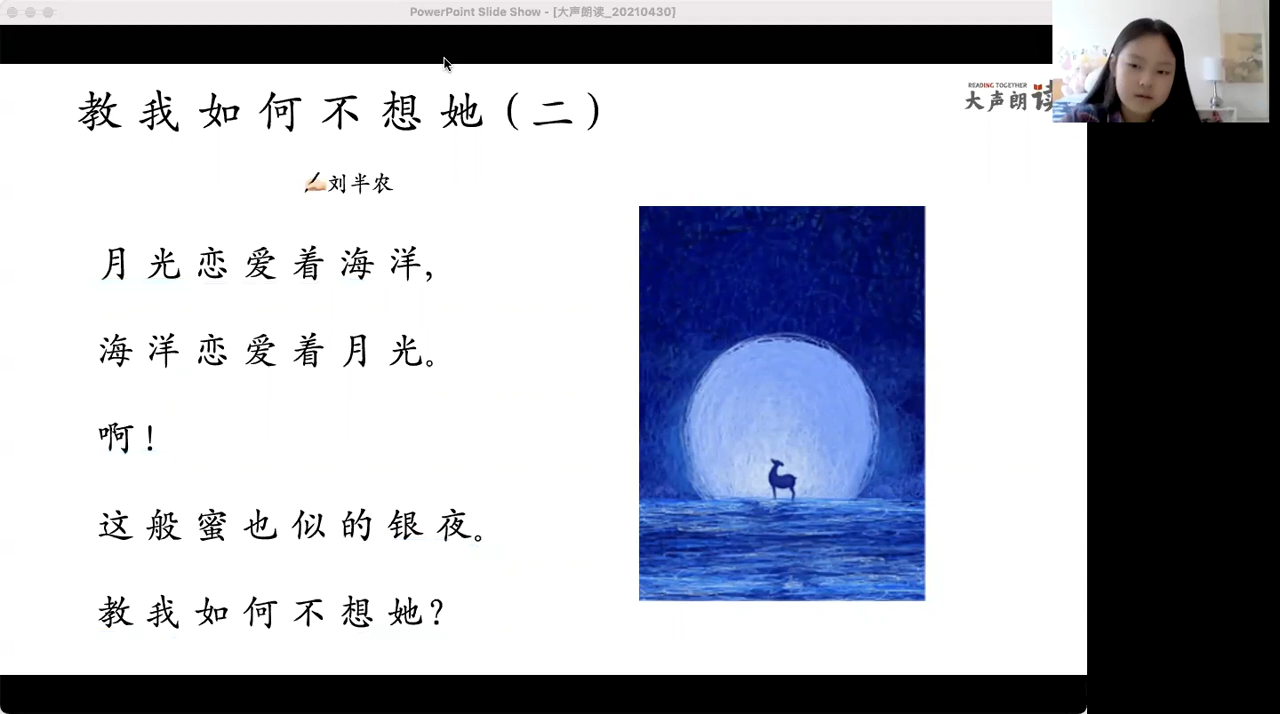 PowerPoint Slide Show - [大声朗读_20210430]
教我如何不想她(二)
READING TOGETHER
大声朗读
刘半农
月光恋爱着海洋,
海洋恋爱着月光。
啊!
这般蜜也似的银夜。
教我如何不想她?